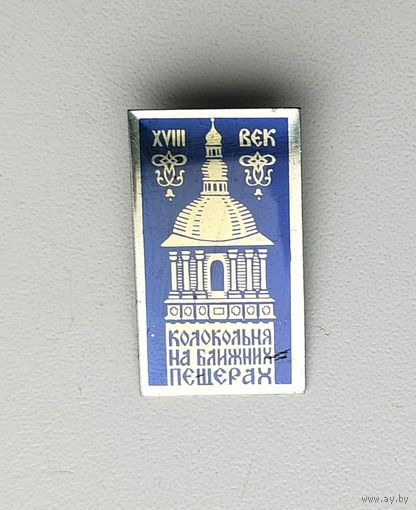 XVIII ВЕК
КОЛОКОЛЬНЯ
НА БЛИЖНИХ
ПЕЩЕРАХ
www.ay.by